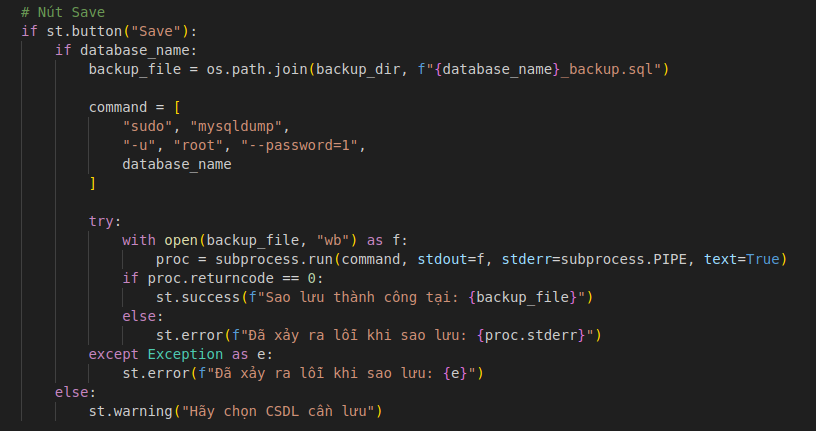 # Nút Save
if st.button("Save"):
    if database_name:
        backup_file = os.path.join(backup_dir, f"{database_name}_backup.sql")
        command = [
            "sudo", "mysqldump",
            "-u", "root", "--password=1",
            database_name
        ]
        try:
            with open(backup_file, "wb") as f:
                proc = subprocess.run(command, stdout=f, stderr=subprocess.PIPE, text=True)
            if proc.returncode == 0:
                st.success(f"Sao lưu thành công tại: {backup_file}")
            else:
                st.error(f"Đã xảy ra lỗi khi sao lưu: {proc.stderr}")
        except Exception as e:
            st.error(f"Đã xảy ra lỗi khi sao lưu: {e}")
    else:
        st.warning("Hãy chọn CSDL cần lưu")